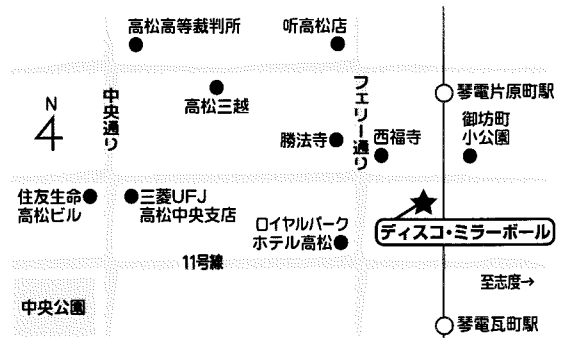 高松高等裁判所
听高松店
中央通り
高松三越
フェリー通り
琴電片原町駅
御坊町
小公園
N
勝法寺
西福寺
住友生命
高松ビル
三菱UFJ
高松中央支店
ロイヤルパーク
ホテル高松
ディスコ・ミラーボール
11号線
至志度→
中央公園
琴電瓦町駅